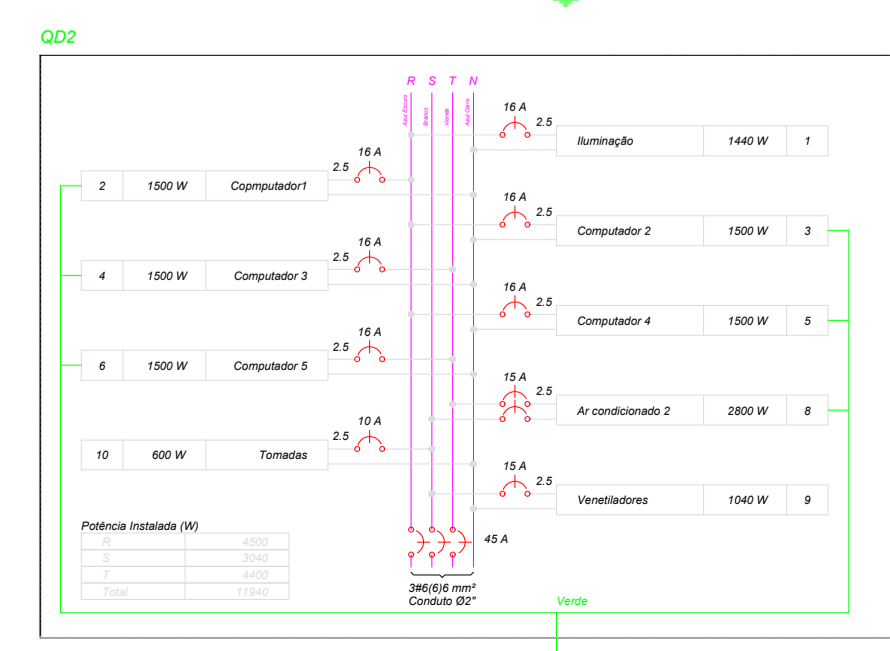 QD2
R S T N
Azul Escuro Branco Violeta Azul Claro
16 A
2.5
Iluminação 1440 W 1
16 A
2.5
2 1500 W Copmputador1
16 A
2.5
Computador 2 1500 W 3
16 A
2.5
4 1500 W Computador 3
16 A
2.5
Computador 4 1500 W 5
16 A
2.5
6 1500 W Computador 5
15 A
2.5
Ar condicionado 2 2800 W 8
10 A
2.5
10 600 W Tomadas
15 A
2.5
Venetiladores 1040 W 9
Potência Instalada (W)
R 4500
S 3040
T 4400
Total 11940
45 A
3#6(6)6 mm²
Conduto Ø2"
Verde